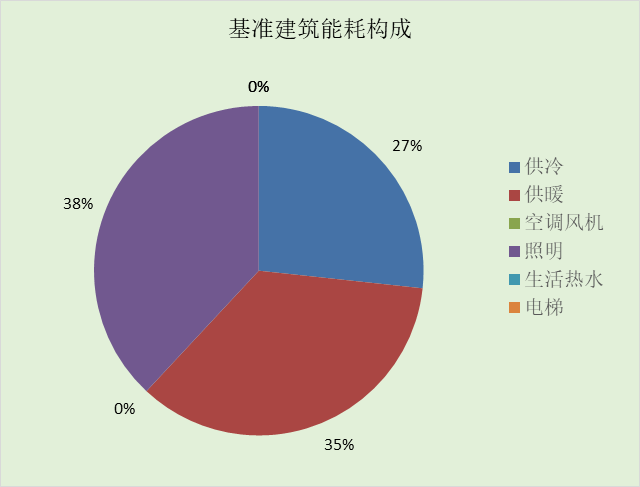 基准建筑能耗构成
0%
27%
38%
0%
35%
供冷
供暖
空调风机
照明
生活热水
电梯